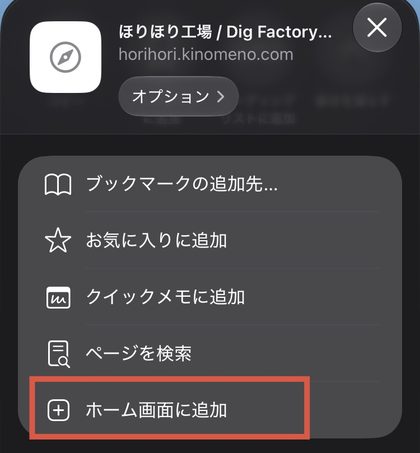 ほりほり工場 / Dig Factory...
horihori.kinomeno.com
オプション
ブックマークの追加先...
お気に入りに追加
クイックメモに追加
ページを検索
ホーム画面に追加